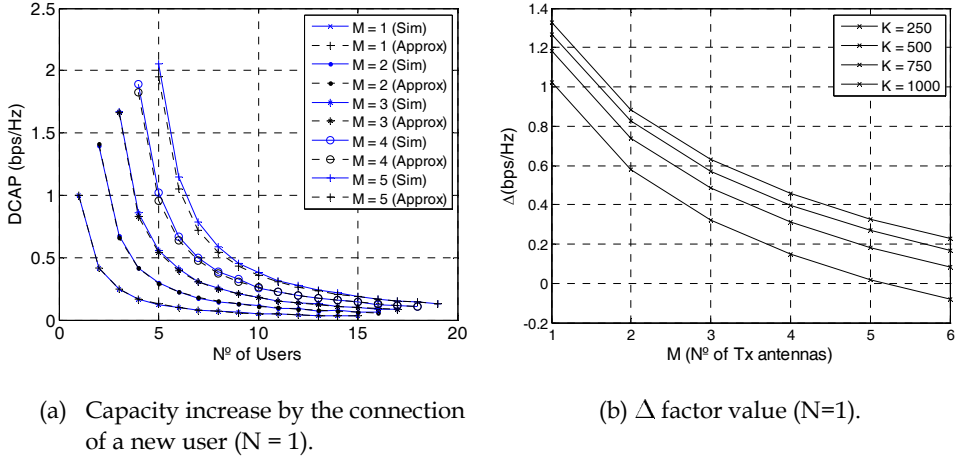 2.5
2
1.5
1
0.5
0
0
5
10
15
20
DCAP (bps/Hz)
Nº of Users
M = 1 (Sim)
M = 1 (Approx)
M = 2 (Sim)
M = 2 (Approx)
M = 3 (Sim)
M = 3 (Approx)
M = 4 (Sim)
M = 4 (Approx)
M = 5 (Sim)
M = 5 (Approx)
(a) Capacity increase by the connection
of a new user (N = 1).
1.4
1.2
1
0.8
0.6
0.4
0.2
0
-0.2
1
2
3
4
5
6
Δ(bps/Hz)
M (Nº of Tx antennas)
K = 250
K = 500
K = 750
K = 1000
(b) Δ factor value (N=1).